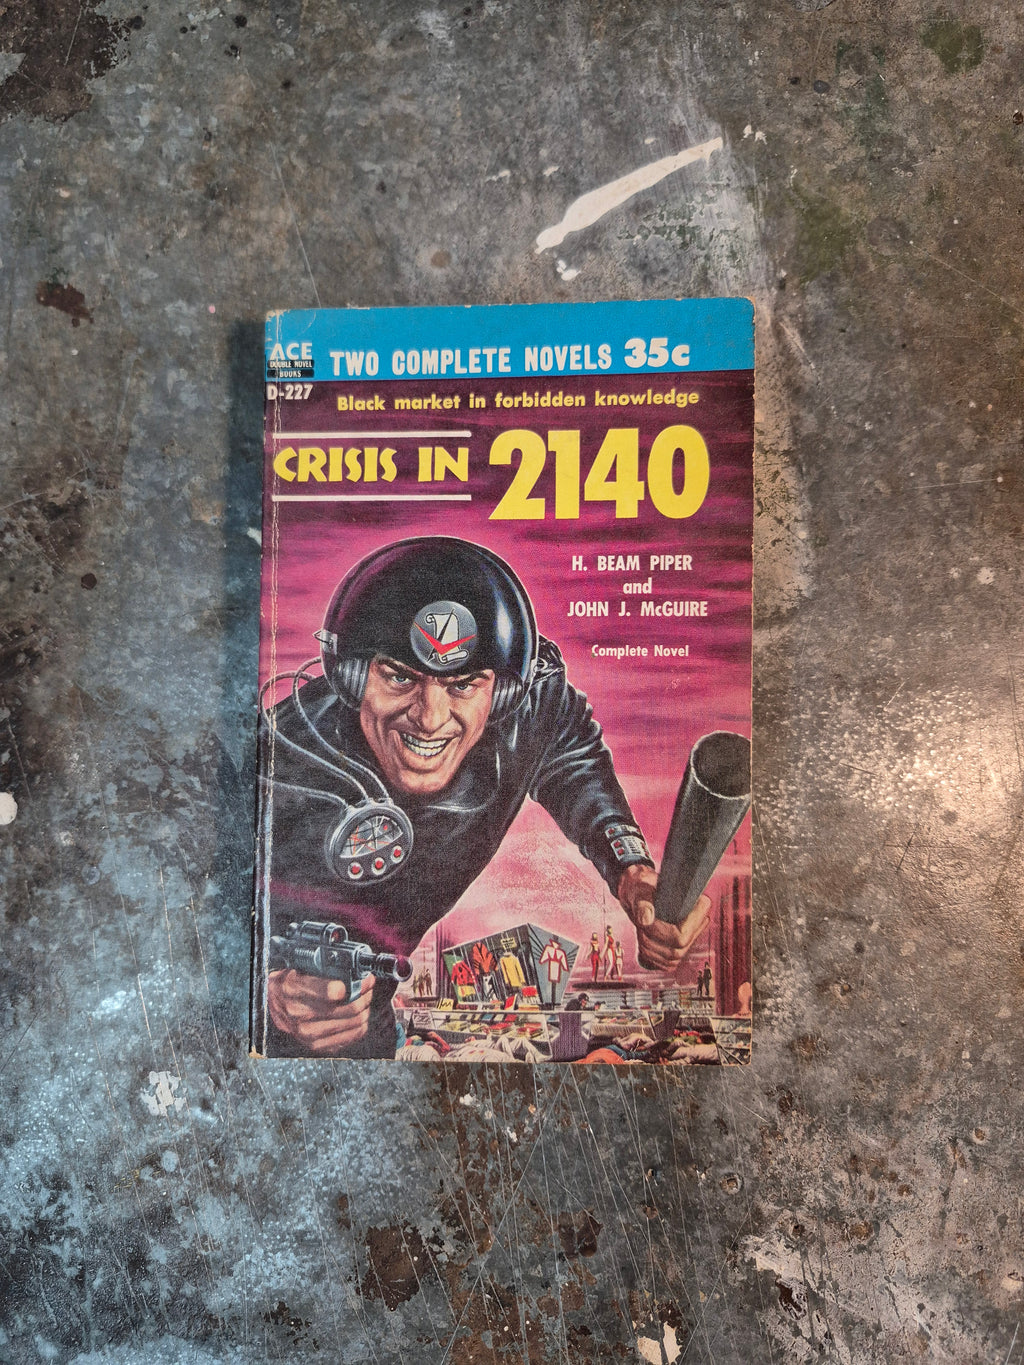 ACE
DOUBLE NOVEL
BOOKS
D-227
TWO COMPLETE NOVELS 35c
Black market in forbidden knowledge
CRISIS IN 2140
H. BEAM PIPER
and
JOHN J. McGUIRE
Complete Novel